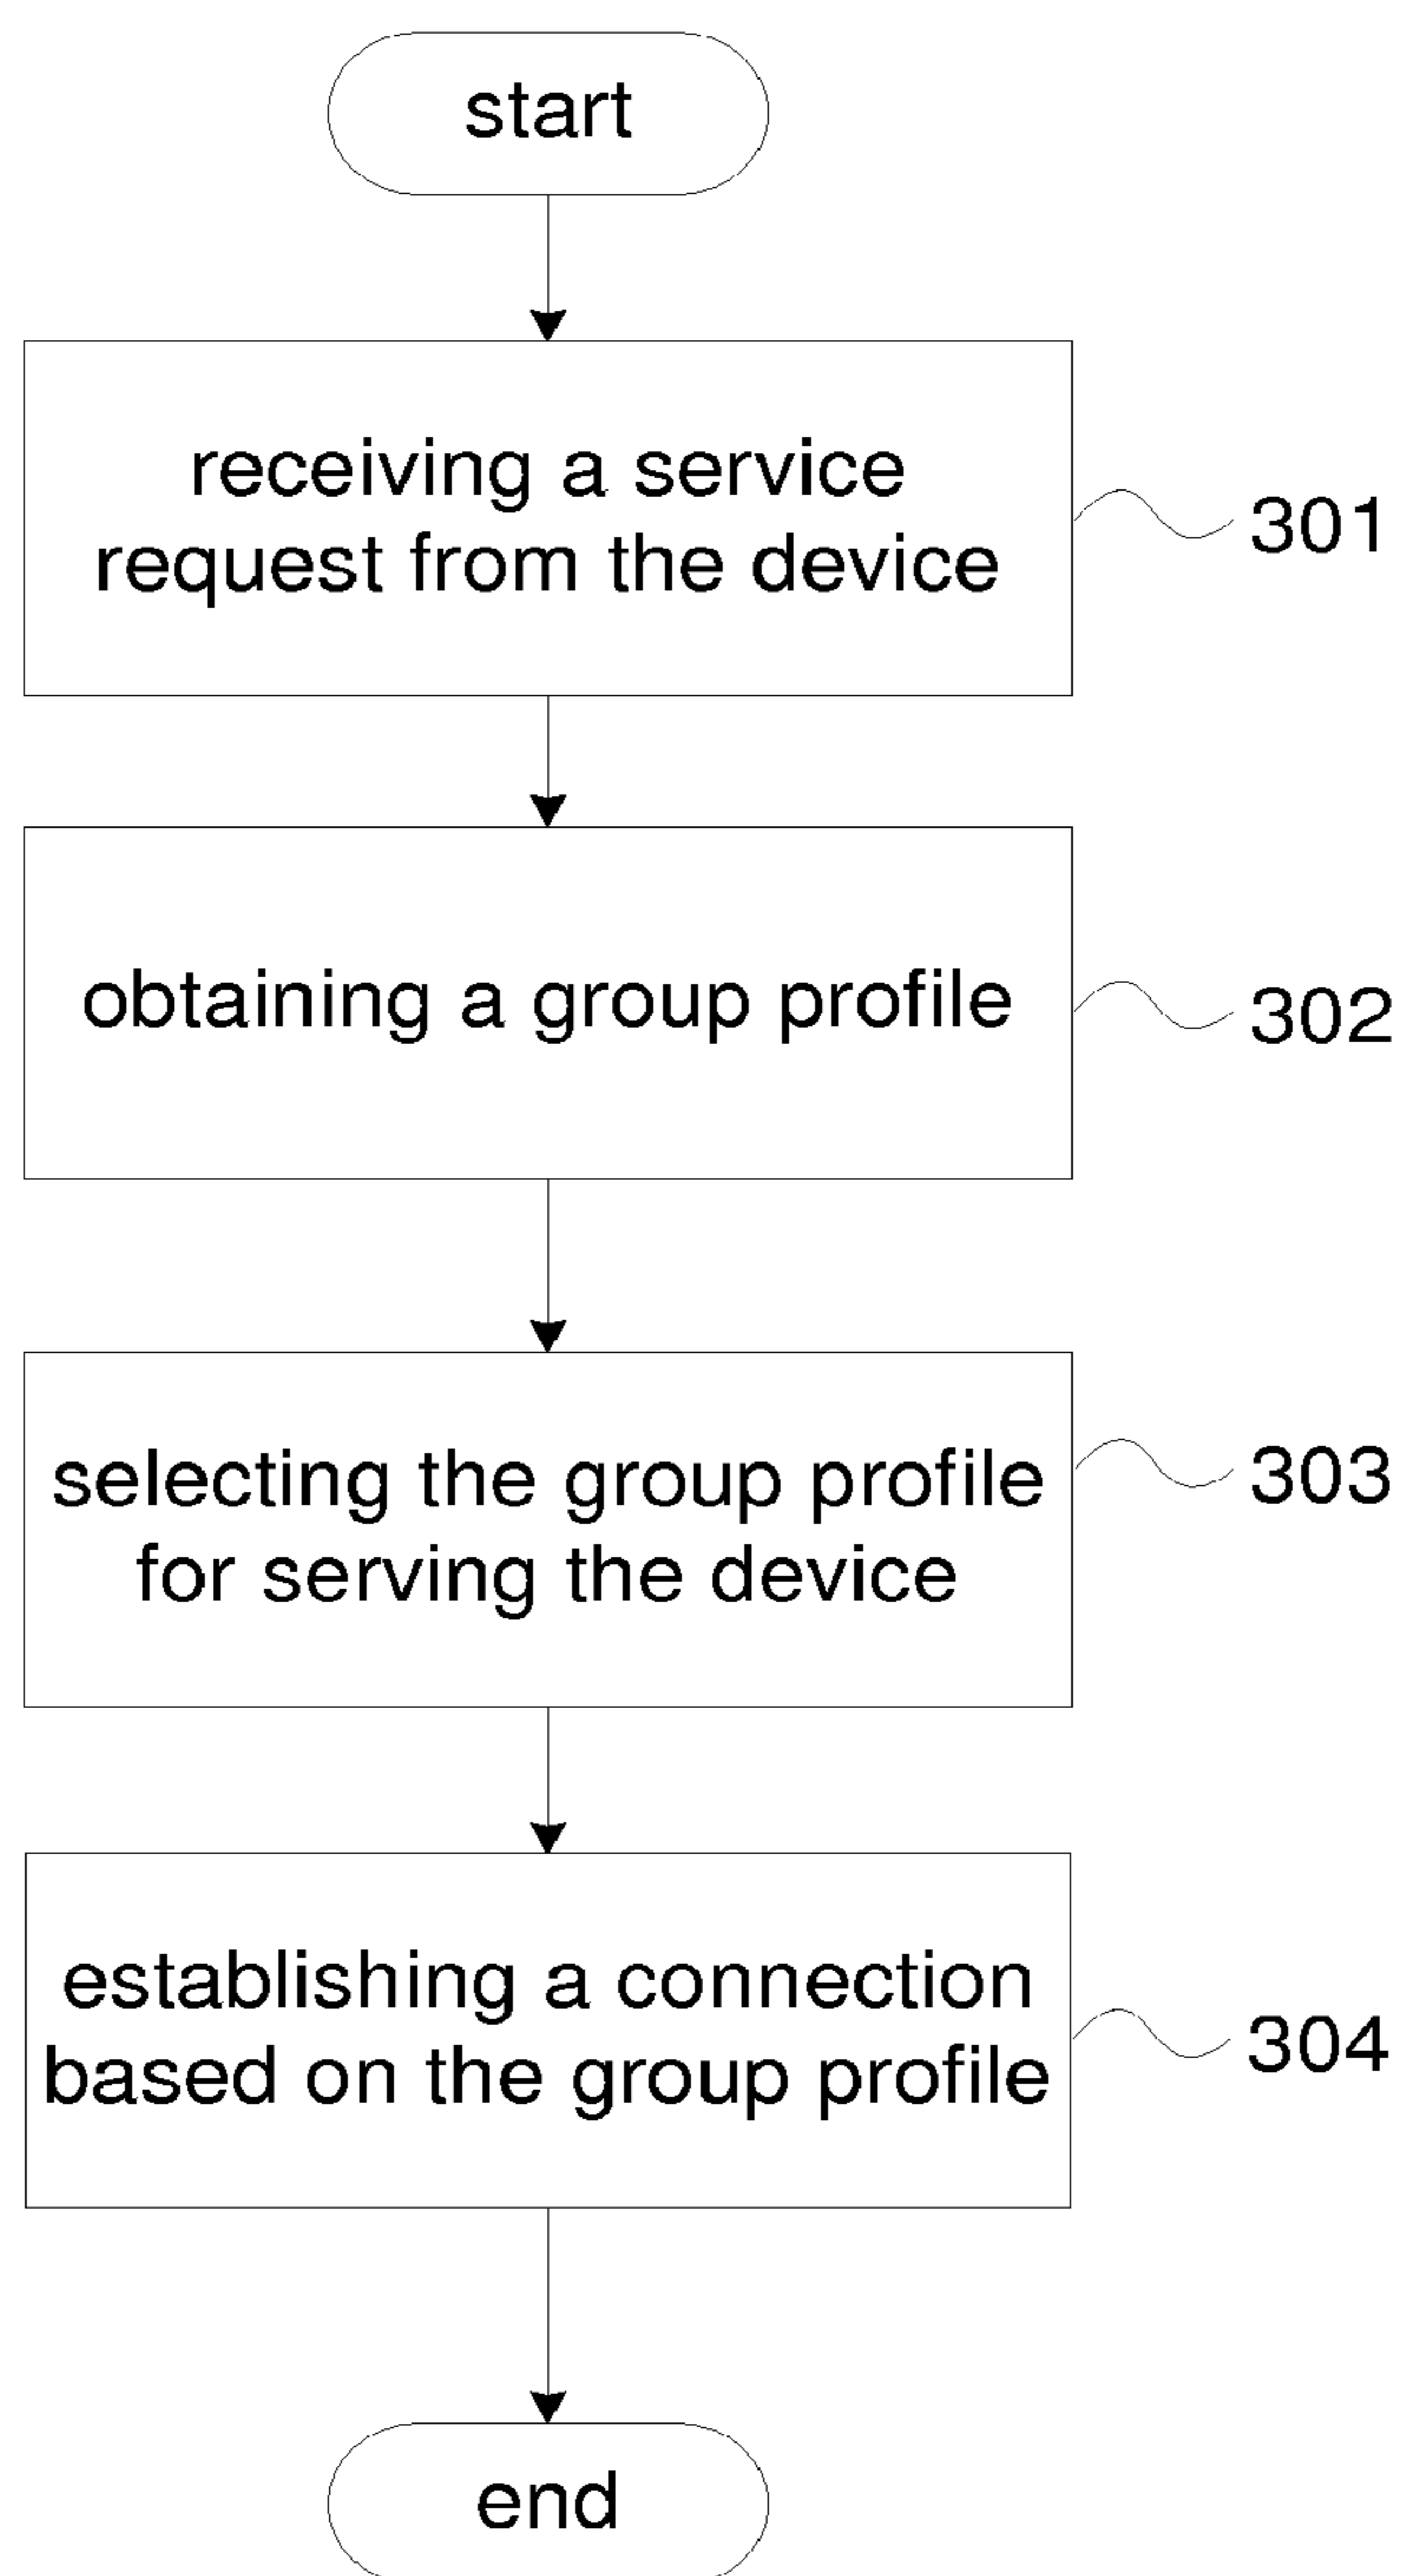 start
receiving a service
request from the device
301
obtaining a group profile
302
selecting the group profile
for serving the device
303
establishing a connection
based on the group profile
304
end